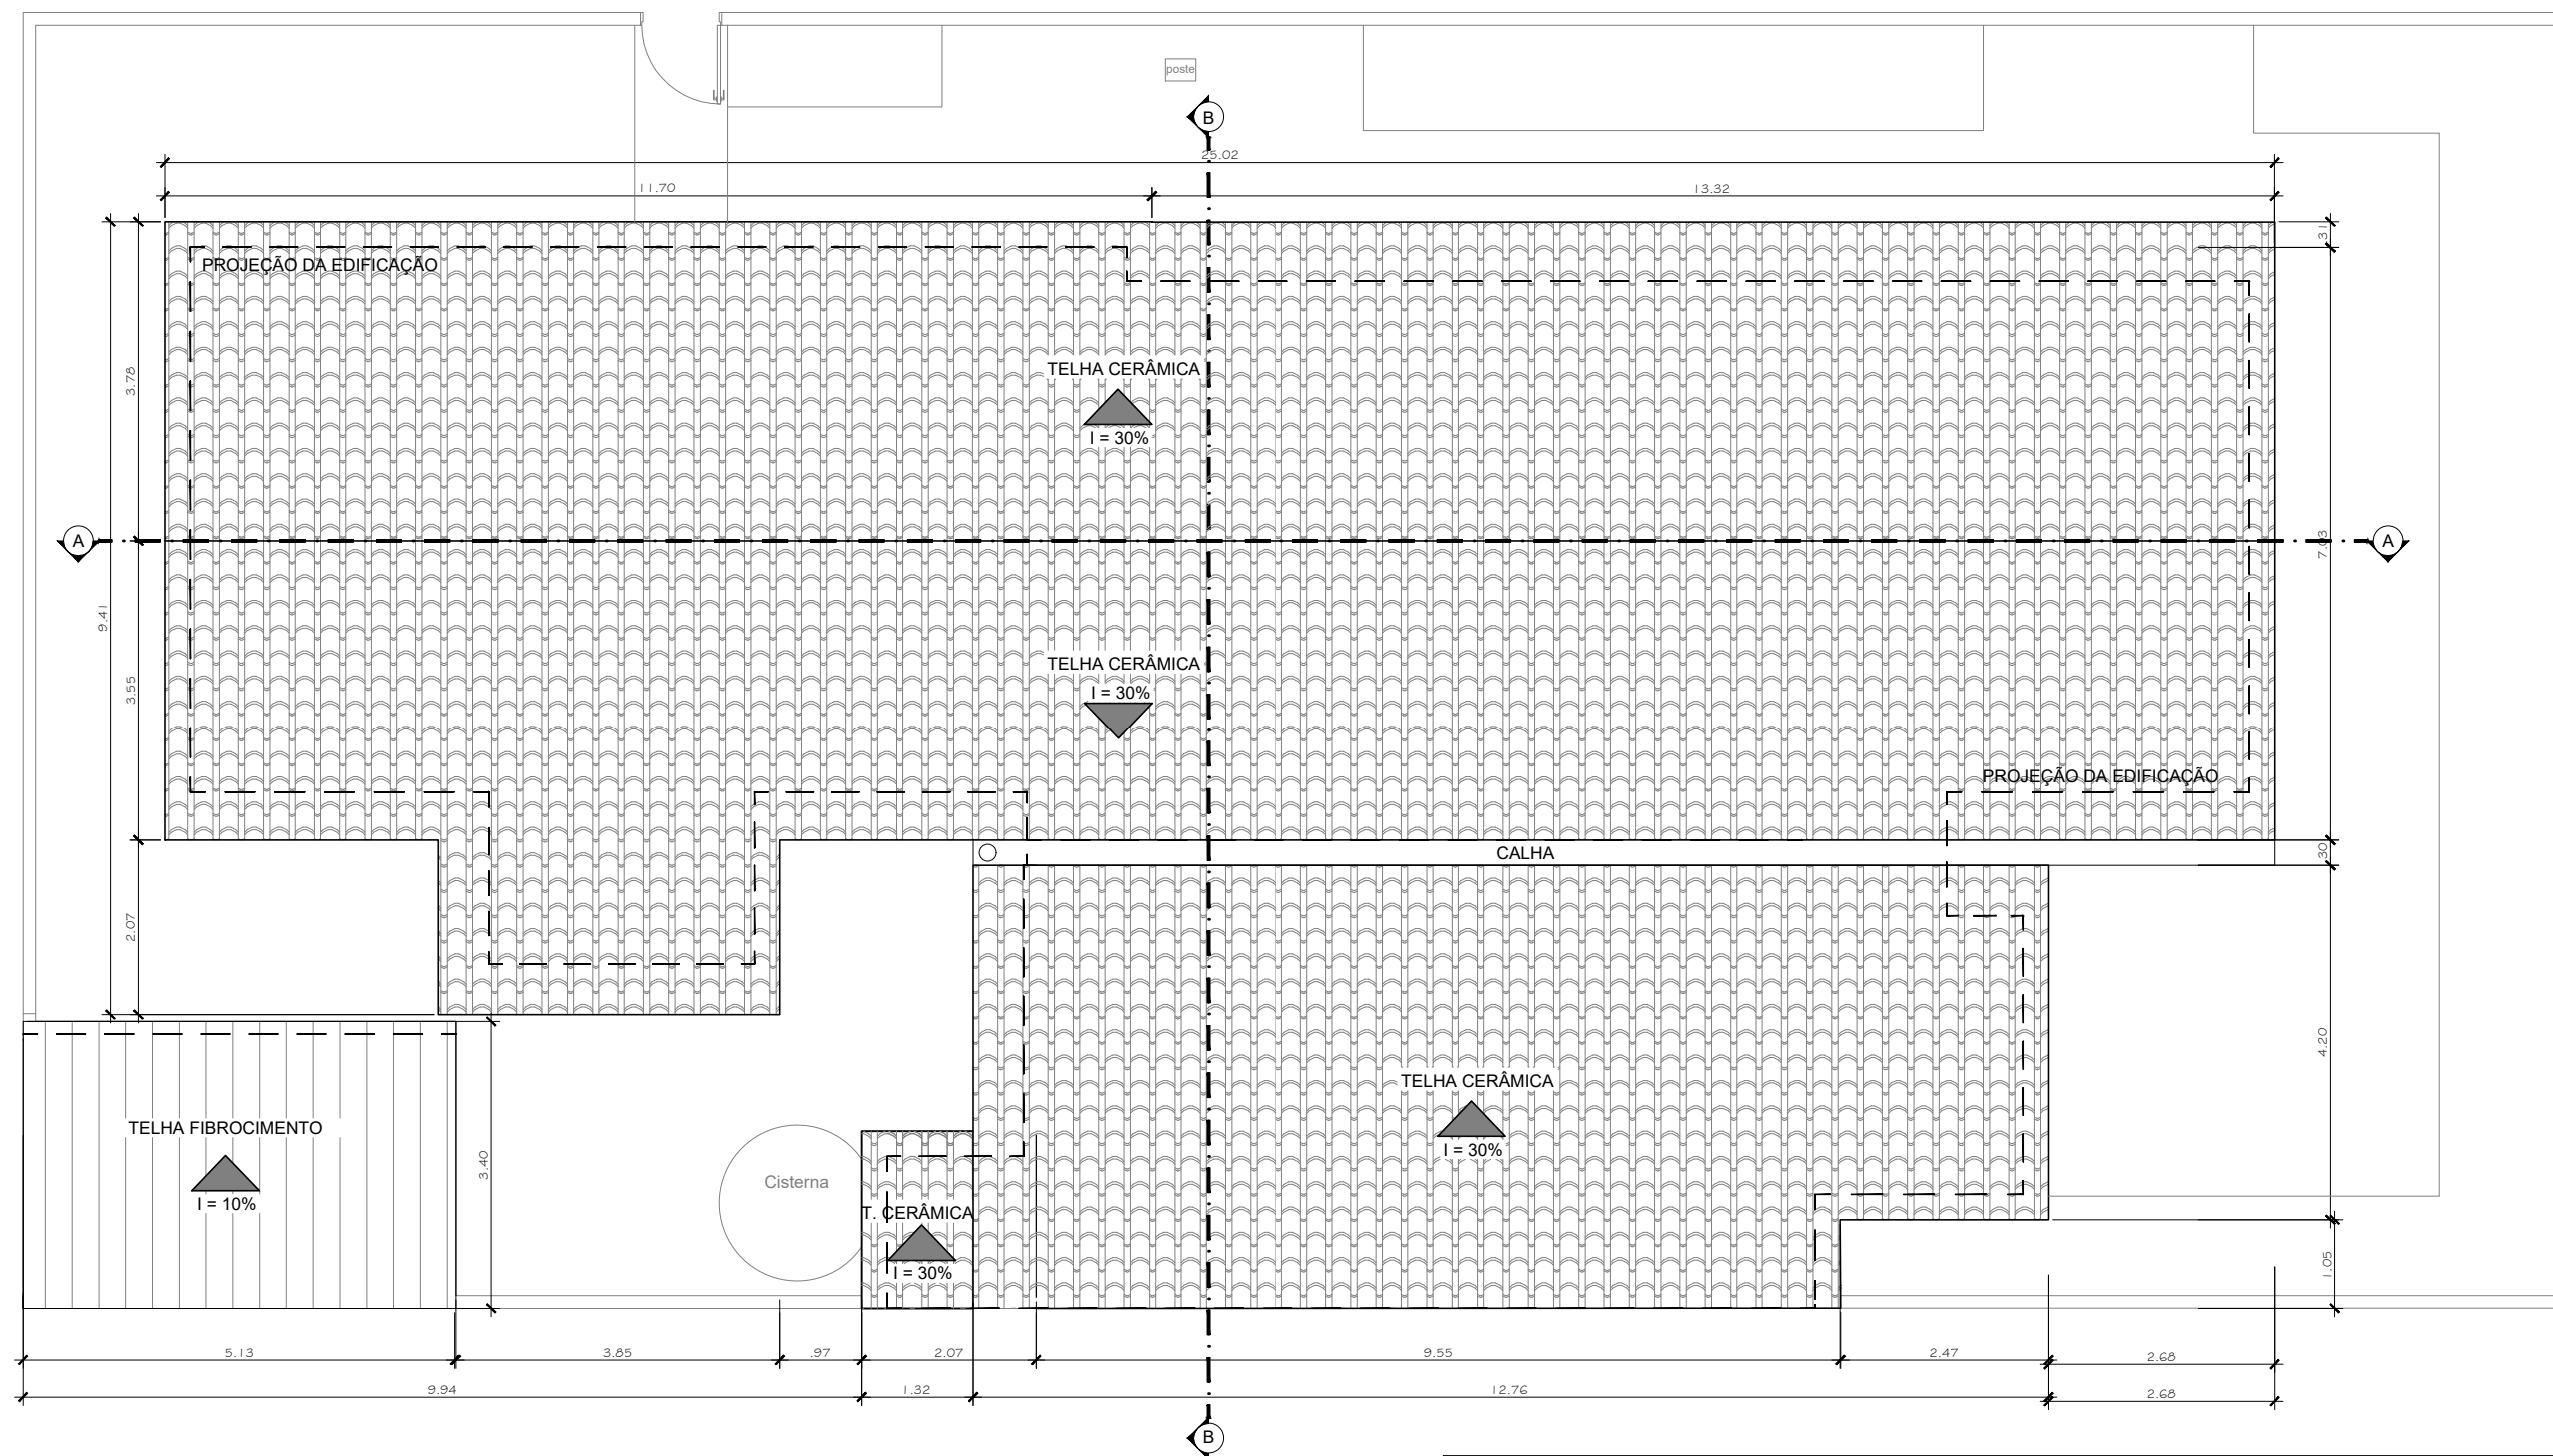 poste
B
25.02
11.70
13.32
.31
PROJEÇÃO DA EDIFICAÇÃO
3.78
TELHA CERÂMICA
I = 30%
A
7.03
A
9.41
3.55
TELHA CERÂMICA
I = 30%
PROJEÇÃO DA EDIFICAÇÃO
CALHA
.30
2.07
4.20
TELHA CERÂMICA
I = 30%
TELHA FIBROCIMENTO
I = 10%
3.40
Cisterna
T. CERÂMICA
I = 30%
1.05
5.13
3.85
.97
2.07
9.55
2.47
2.68
9.94
1.32
12.76
2.68
B